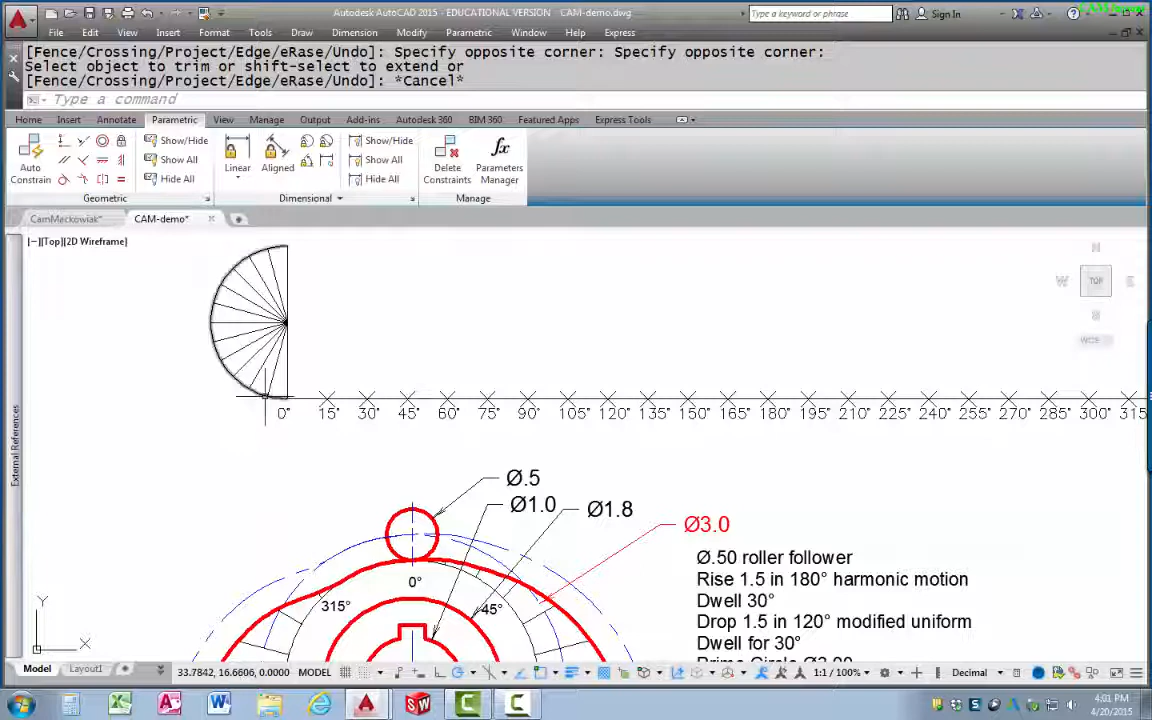 Autodesk AutoCAD 2015 - EDUCATIONAL VERSION CAM-demo.dwg
Type a keyword or phrase
Sign In
File Edit View Insert Format Tools Draw Dimension Modify Parametric Window Help Express
[Fence/Crossing/Project/Edge/eRase/Undo]: Specify opposite corner: Specify opposite corner:
Select object to trim or shift-select to extend or
[Fence/Crossing/Project/Edge/eRase/Undo]: *Cancel*
Type a command
Home Insert Annotate Parametric View Manage Output Add-ins Autodesk 360 BIM 360 Featured Apps Express Tools
Show/Hide
Show All
Hide All
Auto
Constrain
Linear
Aligned
Show/Hide
Show All
Hide All
Delete
Constraints
Parameters
Manager
Geometric
Dimensional
Manage
CamMackowiak*
CAM-demo*
[−][Top][2D Wireframe]
N
W
TOP
E
S
WCS
External References
0° 15° 30° 45° 60° 75° 90° 105° 120° 135° 150° 165° 180° 195° 210° 225° 240° 255° 270° 285° 300° 315
Ø.5
Ø1.0
Ø1.8
Ø3.0
0°
315°
45°
Ø.50 roller follower
Rise 1.5 in 180° harmonic motion
Dwell 30°
Drop 1.5 in 120° modified uniform
Dwell for 30°
Prime Circle Ø3.00
Y
X
Model Layout1
33.7842, 16.6606, 0.0000 MODEL
1:1 / 100%
Decimal
4:01 PM
4/20/2015